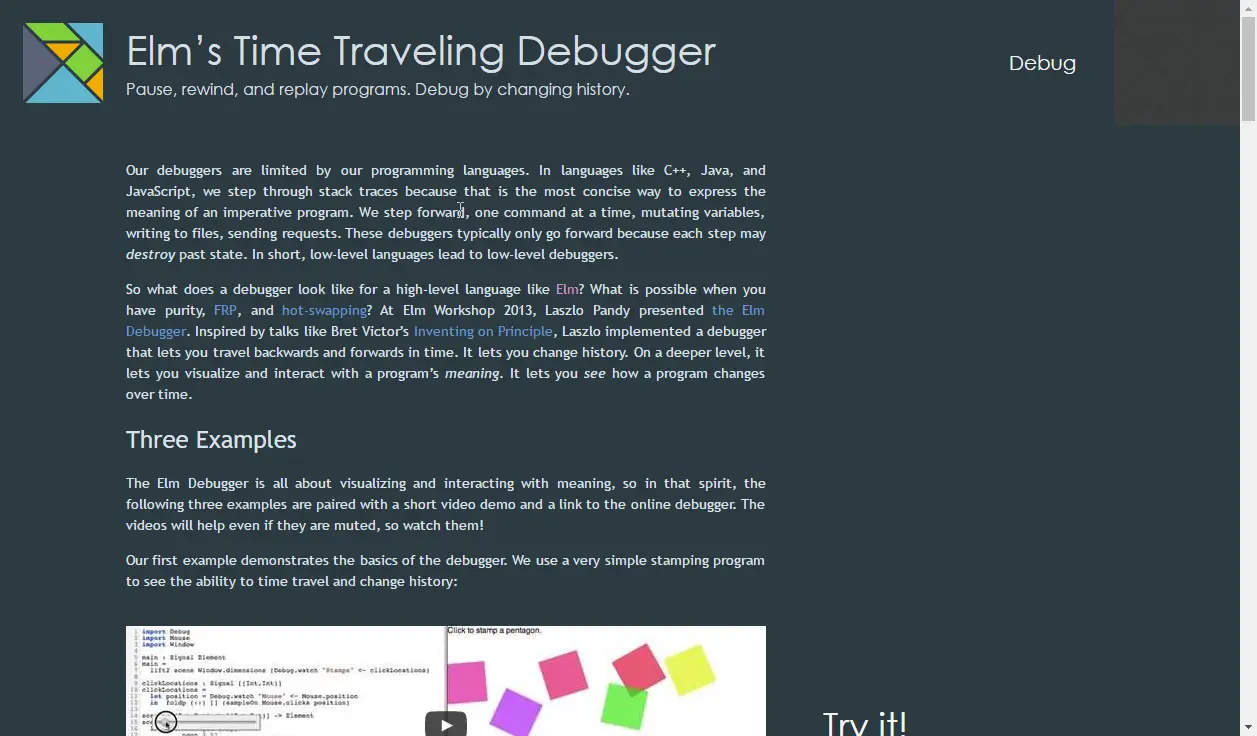 Elm's Time Traveling Debugger
Pause, rewind, and replay programs. Debug by changing history.
Debug
Our debuggers are limited by our programming languages. In languages like C++, Java, and
JavaScript, we step through stack traces because that is the most concise way to express the
meaning of an imperative program. We step forward, one command at a time, mutating variables,
writing to files, sending requests. These debuggers typically only go forward because each step may
destroy past state. In short, low-level languages lead to low-level debuggers.
So what does a debugger look like for a high-level language like Elm? What is possible when you
have purity, FRP, and hot-swapping? At Elm Workshop 2013, Laszlo Pandy presented the Elm
Debugger. Inspired by talks like Bret Victor's Inventing on Principle, Laszlo implemented a debugger
that lets you travel backwards and forwards in time. It lets you change history. On a deeper level, it
lets you visualize and interact with a program's meaning. It lets you see how a program changes
over time.
Three Examples
The Elm Debugger is all about visualizing and interacting with meaning, so in that spirit, the
following three examples are paired with a short video demo and a link to the online debugger. The
videos will help even if they are muted, so watch them!
Our first example demonstrates the basics of the debugger. We use a very simple stamping program
to see the ability to time travel and change history:
import Debug
import Mouse
import Window
main : Signal Element
main =
lift2 scene Window.dimensions (Debug.watch "Stamps" <~ clickLocations)
clickLocations : Signal [(Int,Int)]
clickLocations =
let position = Debug.watch "Mouse" <~ Mouse.position
in foldp (::) [] (sampleOn Mouse.clicks position)
-> Element
Click to stamp a pentagon.
Try it!